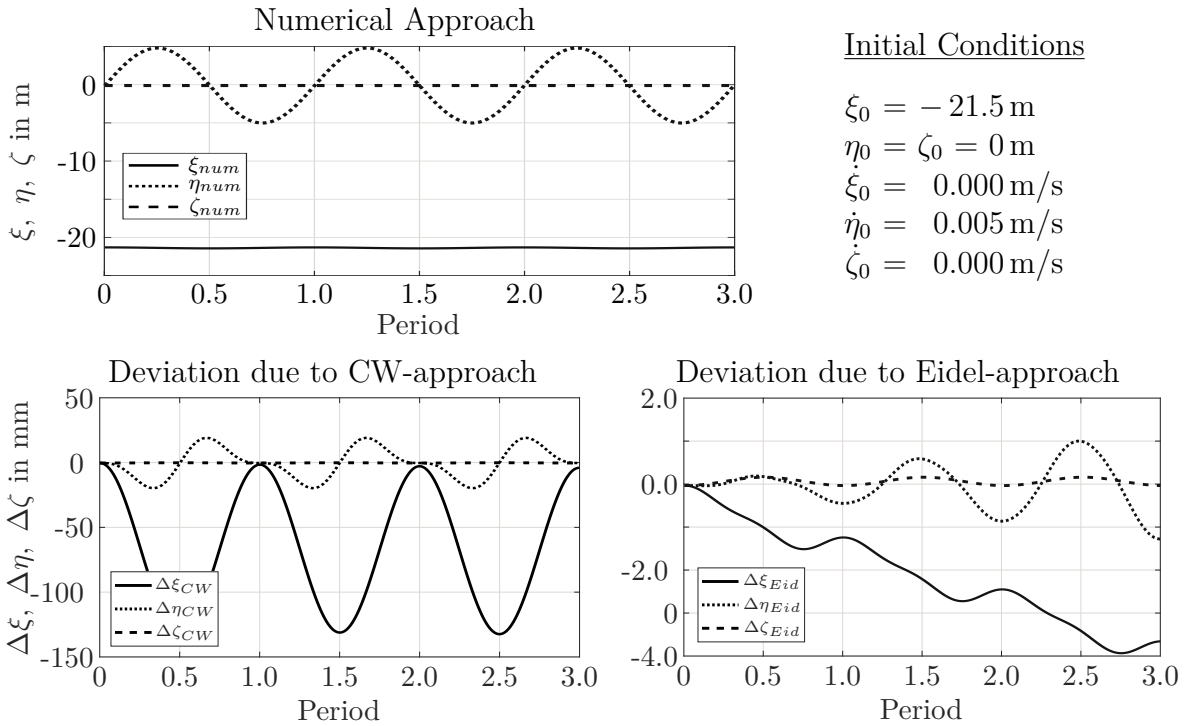 Numerical Approach
ξ, η, ζ in m
0
-10
-20
ξnum
ηnum
ζnum
0 0.5 1.0 1.5 2.0 2.5 3.0
Period
Initial Conditions
ξ₀ = − 21.5 m
η₀ = ζ₀ = 0 m
ξ̇₀ = 0.000 m/s
η̇₀ = 0.005 m/s
ζ̇₀ = 0.000 m/s
Deviation due to CW-approach
Δξ, Δη, Δζ in mm
50
0
-50
-100
-150
ΔξCW
ΔηCW
ΔζCW
0 0.5 1.0 1.5 2.0 2.5 3.0
Period
Deviation due to Eidel-approach
2.0
0.0
-2.0
0
-4.0
ΔξEid
ΔηEid
ΔζEid
0 0.5 1.0 1.5 2.0 2.5 3.0
Period